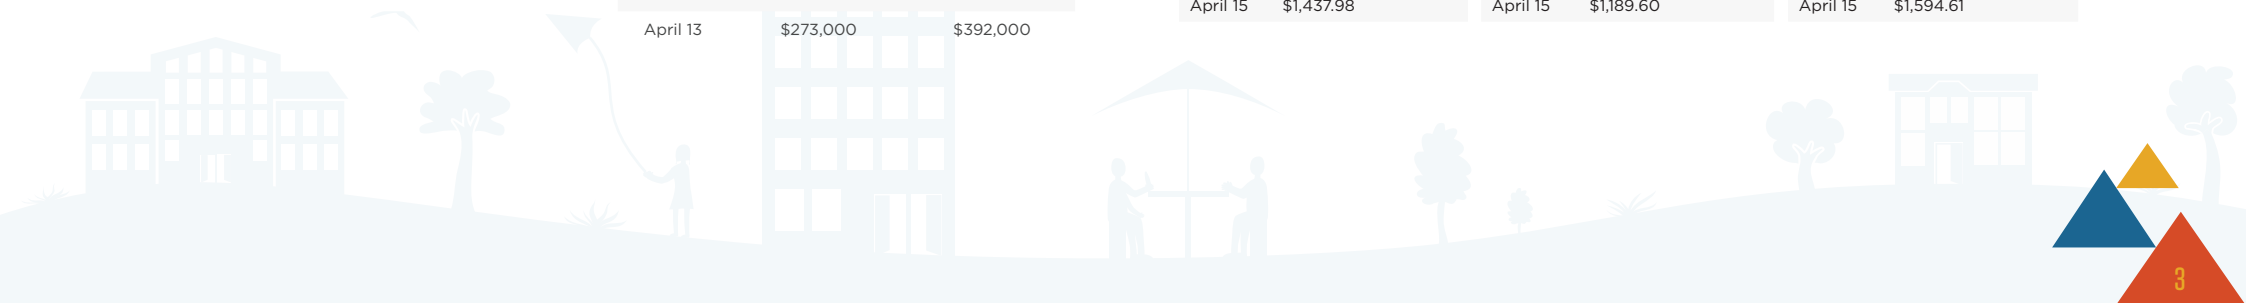 April 15 $1,437.98 April 15 $1,189.60 April 15 $1,594.61
April 13 $273,000 $392,000
3